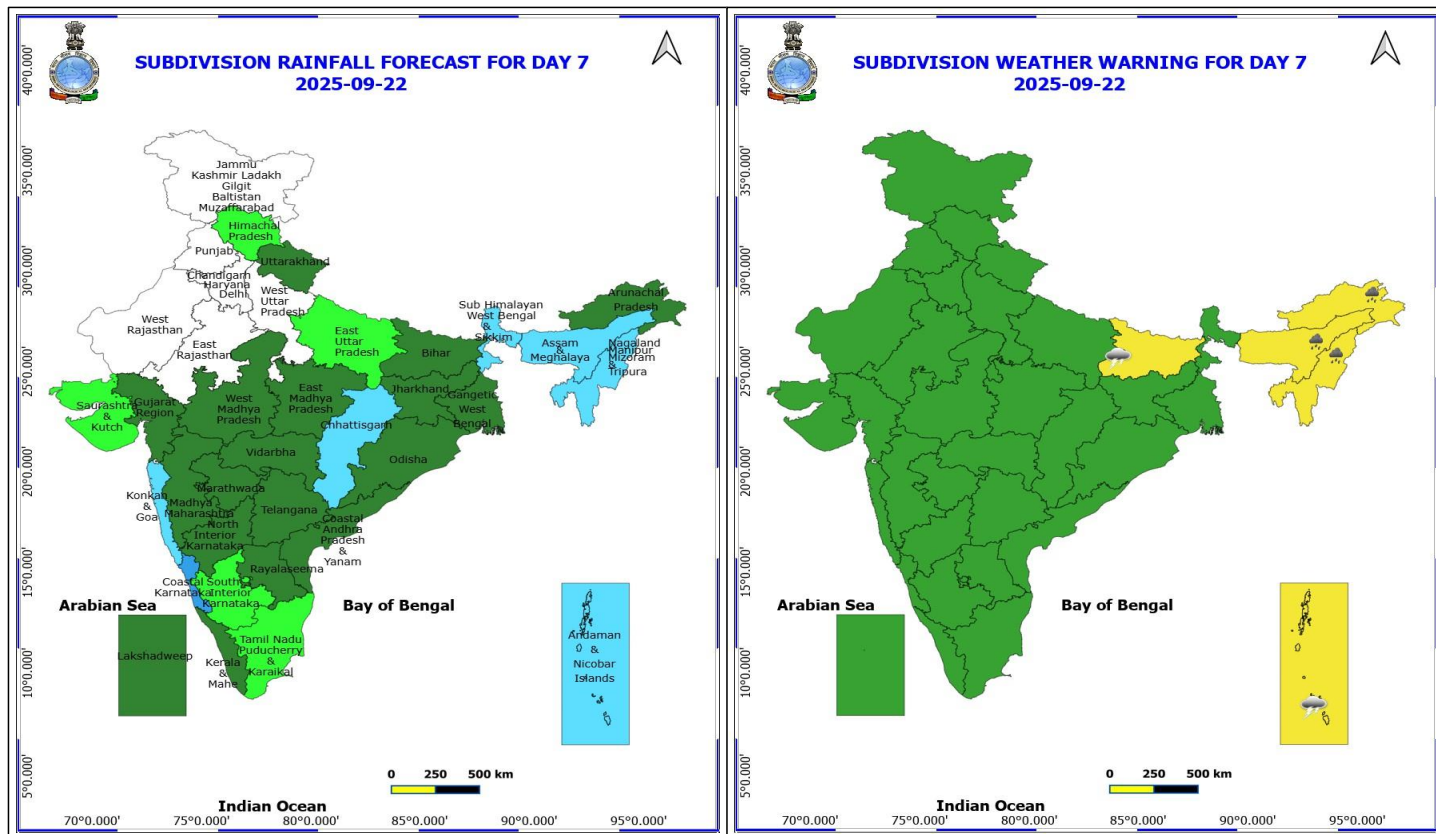 SUBDIVISION RAINFALL FORECAST FOR DAY 7
2025-09-22
40°0.000'
35°0.000'
30°0.000'
25°0.000'
20°0.000'
15°0.000'
10°0.000'
5°0.000'
Jammu
Kashmir Ladakh
Gilgit
Baltistan
Muzaffarabad
Himachal
Pradesh
Punjab
Uttarakhand
Chandigarh
Haryana
Delhi
West
Uttar
Pradesh
West
Rajasthan
East
Rajasthan
East
Uttar
Pradesh
Bihar
Sub Himalayan
West Bengal
&
Sikkim
Arunachal
Pradesh
Assam
&
Meghalaya
Nagaland
Manipur
Mizoram
&
Tripura
Saurashtra
&
Kutch
Gujarat
Region
West
Madhya
Pradesh
East
Madhya
Pradesh
Jharkhand
Gangetic
West
Bengal
Chhattisgarh
Vidarbha
Odisha
Konkan
&
Goa
Madhya
Maharashtra
Marathwada
Telangana
North
Interior
Karnataka
Coastal
Andhra
Pradesh
&
Yanam
Rayalaseema
Coastal
Karnataka
South
Interior
Karnataka
Arabian Sea
Bay of Bengal
Lakshadweep
Kerala
&
Mahe
Tamil Nadu
Puducherry
&
Karaikal
Andaman
&
Nicobar
Islands
0 250 500 km
Indian Ocean
70°0.000' 75°0.000' 80°0.000' 85°0.000' 90°0.000' 95°0.000'
SUBDIVISION WEATHER WARNING FOR DAY 7
2025-09-22
40°0.000'
35°0.000'
30°0.000'
25°0.000'
20°0.000'
15°0.000'
10°0.000'
5°0.000'
Arabian Sea
Bay of Bengal
0 250 500 km
Indian Ocean
70°0.000' 75°0.000' 80°0.000' 85°0.000' 90°0.000' 95°0.000'